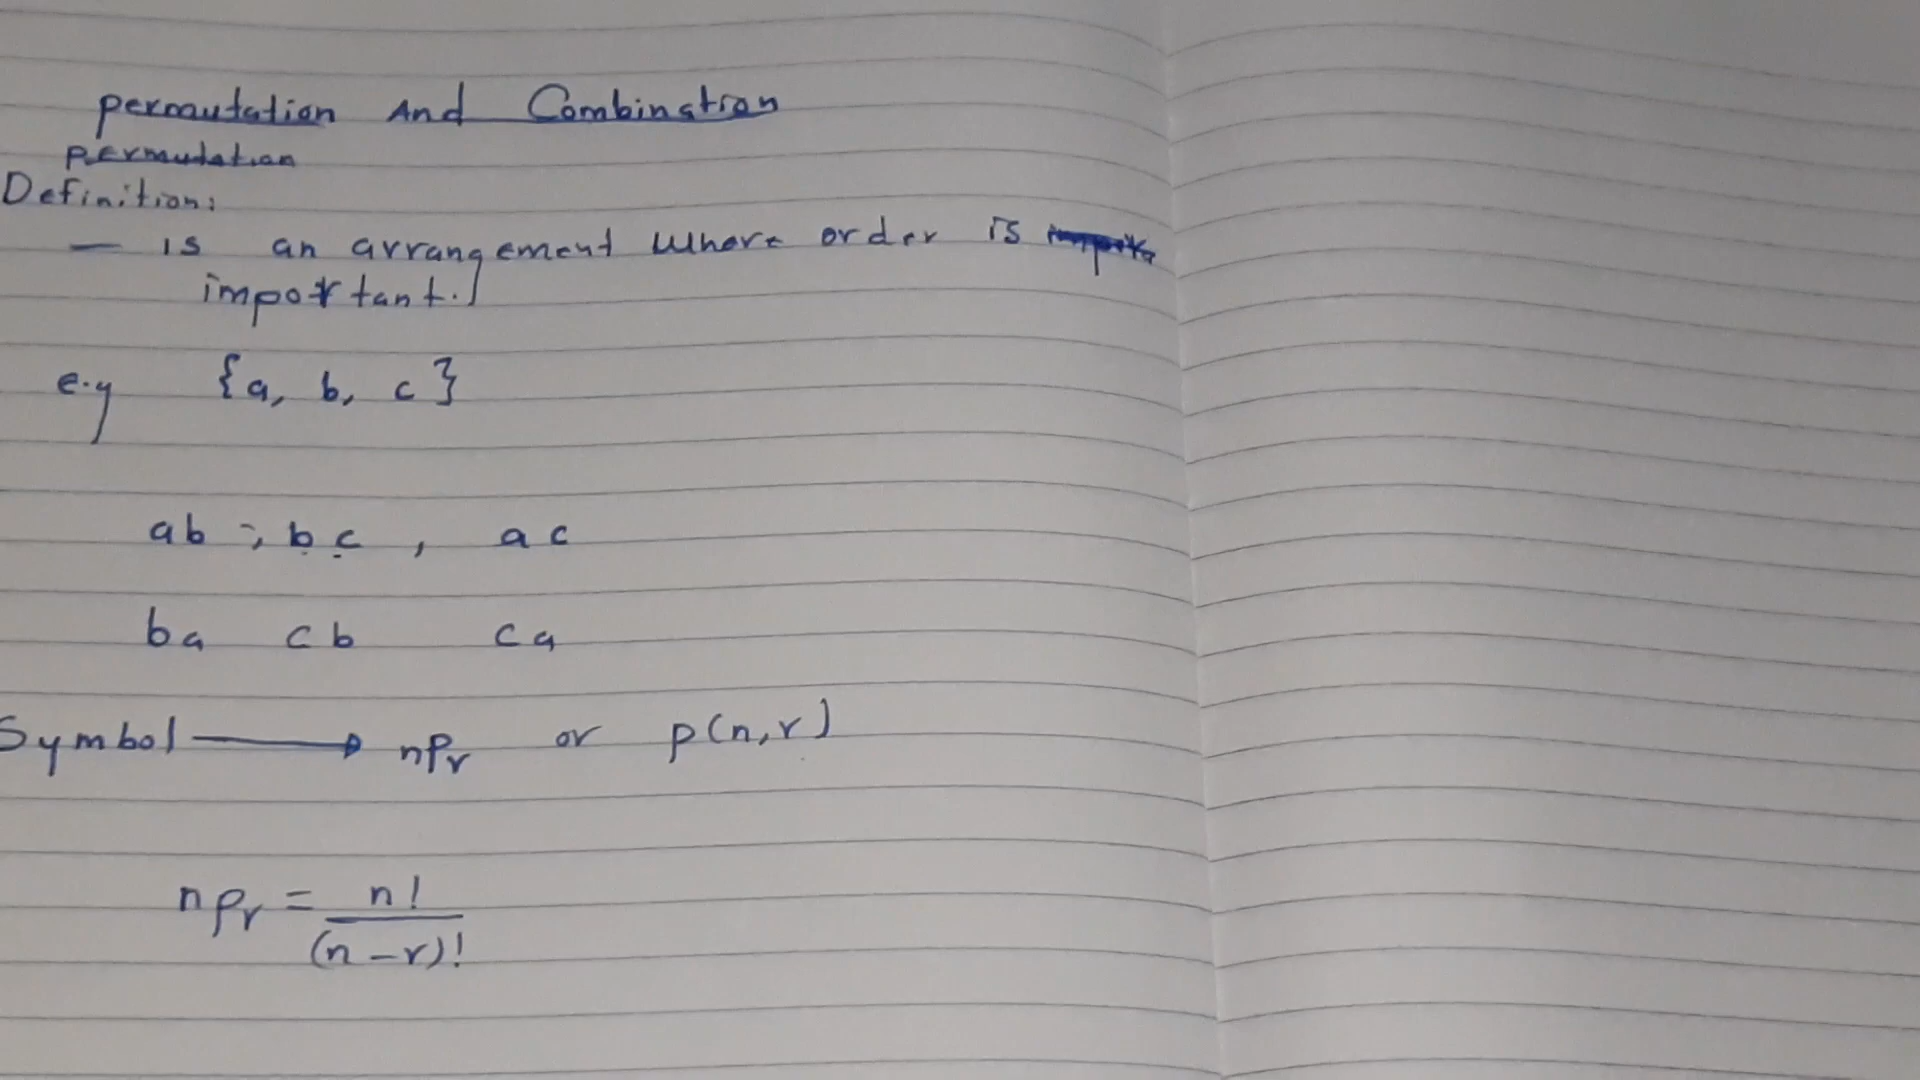 permutation And Combination
permutation
Definition:
— is an arrangement where order is
important.
e.g {a, b, c}
ab , bc , ac
ba cb ca
Symbol → nPr or p(n,r)
nPr = n!
(n-r)!